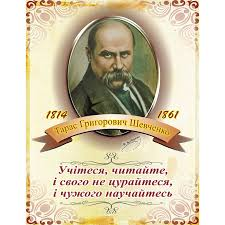 1814 1861
Тарас Григорович Шевченко
Учітеся, читайте,
і свого не цурайтеся,
і чужого научайтесь